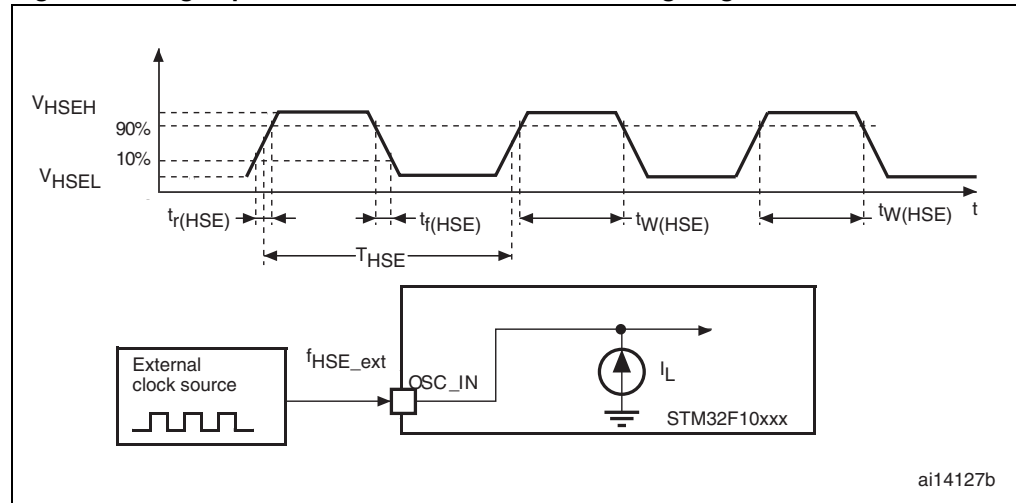 VHSEH
90%
10%
VHSEL
tr(HSE)
tf(HSE)
tW(HSE)
tW(HSE)
t
THSE
External
clock source
fHSE_ext
OSC_IN
IL
STM32F10xxx
ai14127b